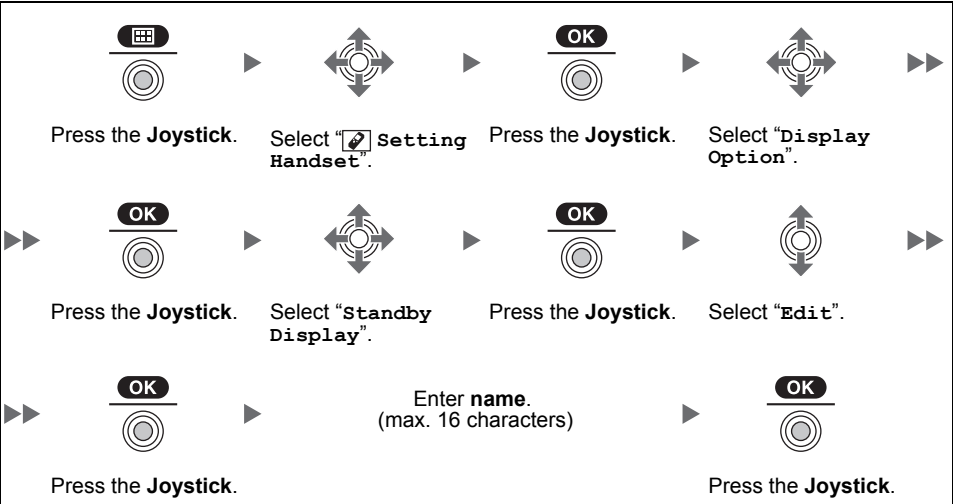 OK
Press the Joystick. Select “Setting Press the Joystick. Select “Display
Handset”. Option”.
OK OK
Press the Joystick. Select “Standby Press the Joystick. Select “Edit”.
Display”.
OK Enter name. OK
(max. 16 characters)
Press the Joystick. Press the Joystick.